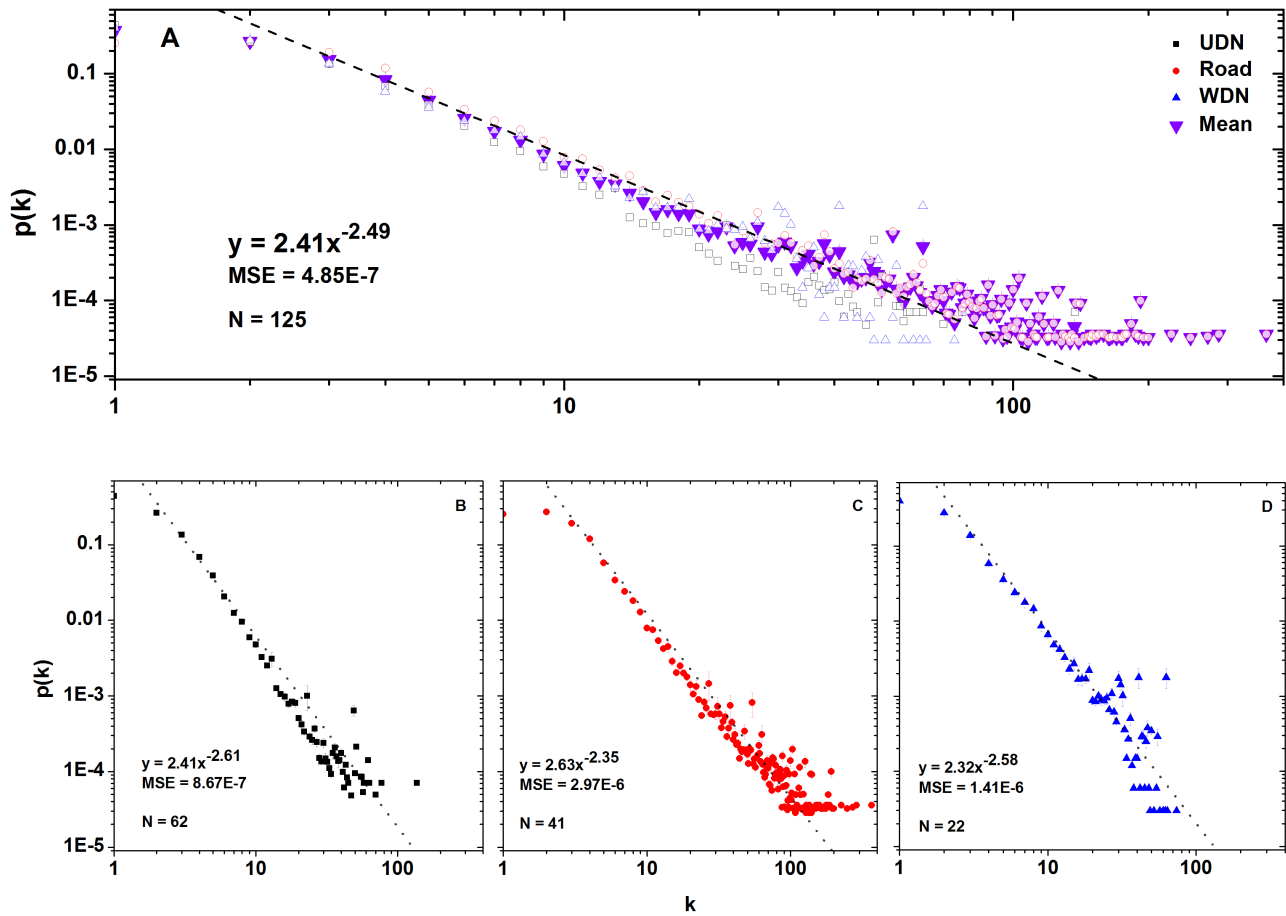 A
UDN
Road
WDN
Mean
0.1
0.01
1E-3
1E-4
1E-5
p(k)
y = 2.41x^-2.49
MSE = 4.85E-7
N = 125
1 10 100
B
0.1
0.01
1E-3
1E-4
1E-5
p(k)
y = 2.41x^-2.61
MSE = 8.67E-7
N = 62
1 10 100
C
y = 2.63x^-2.35
MSE = 2.97E-6
N = 41
1 10 100
D
y = 2.32x^-2.58
MSE = 1.41E-6
N = 22
1 10 100
k